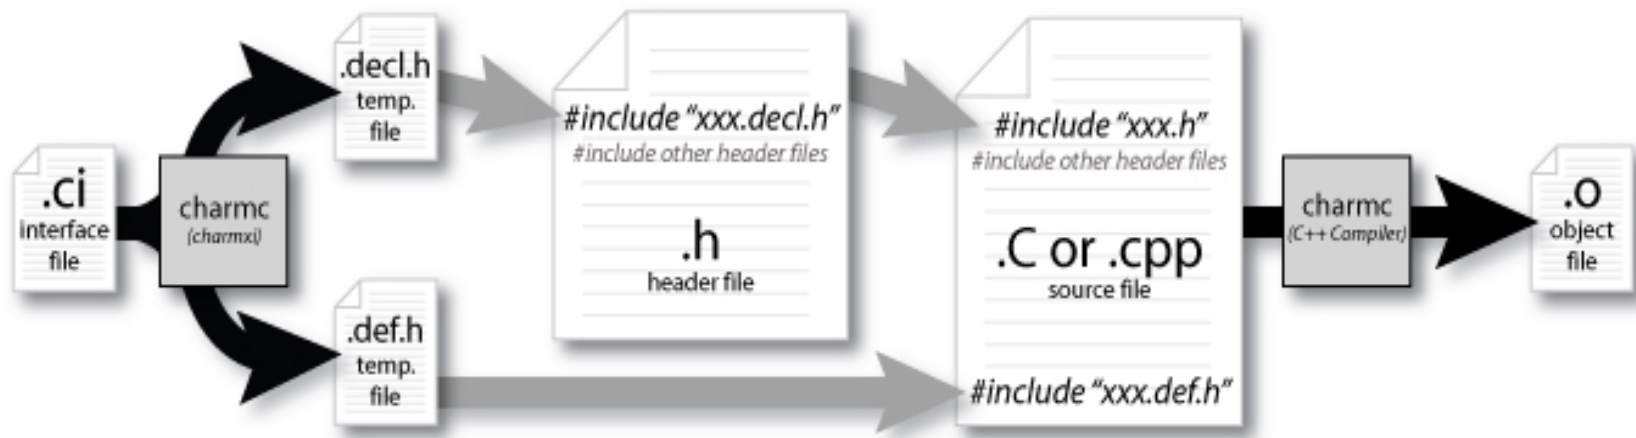 .ci
interface
file
charmc
(charmxi)
.decl.h
temp.
file
.def.h
temp.
file
#include “xxx.decl.h”
#include other header files
.h
header file
#include “xxx.h”
#include other header files
.C or .cpp
source file
#include “xxx.def.h”
charmc
(C++ Compiler)
.o
object
file